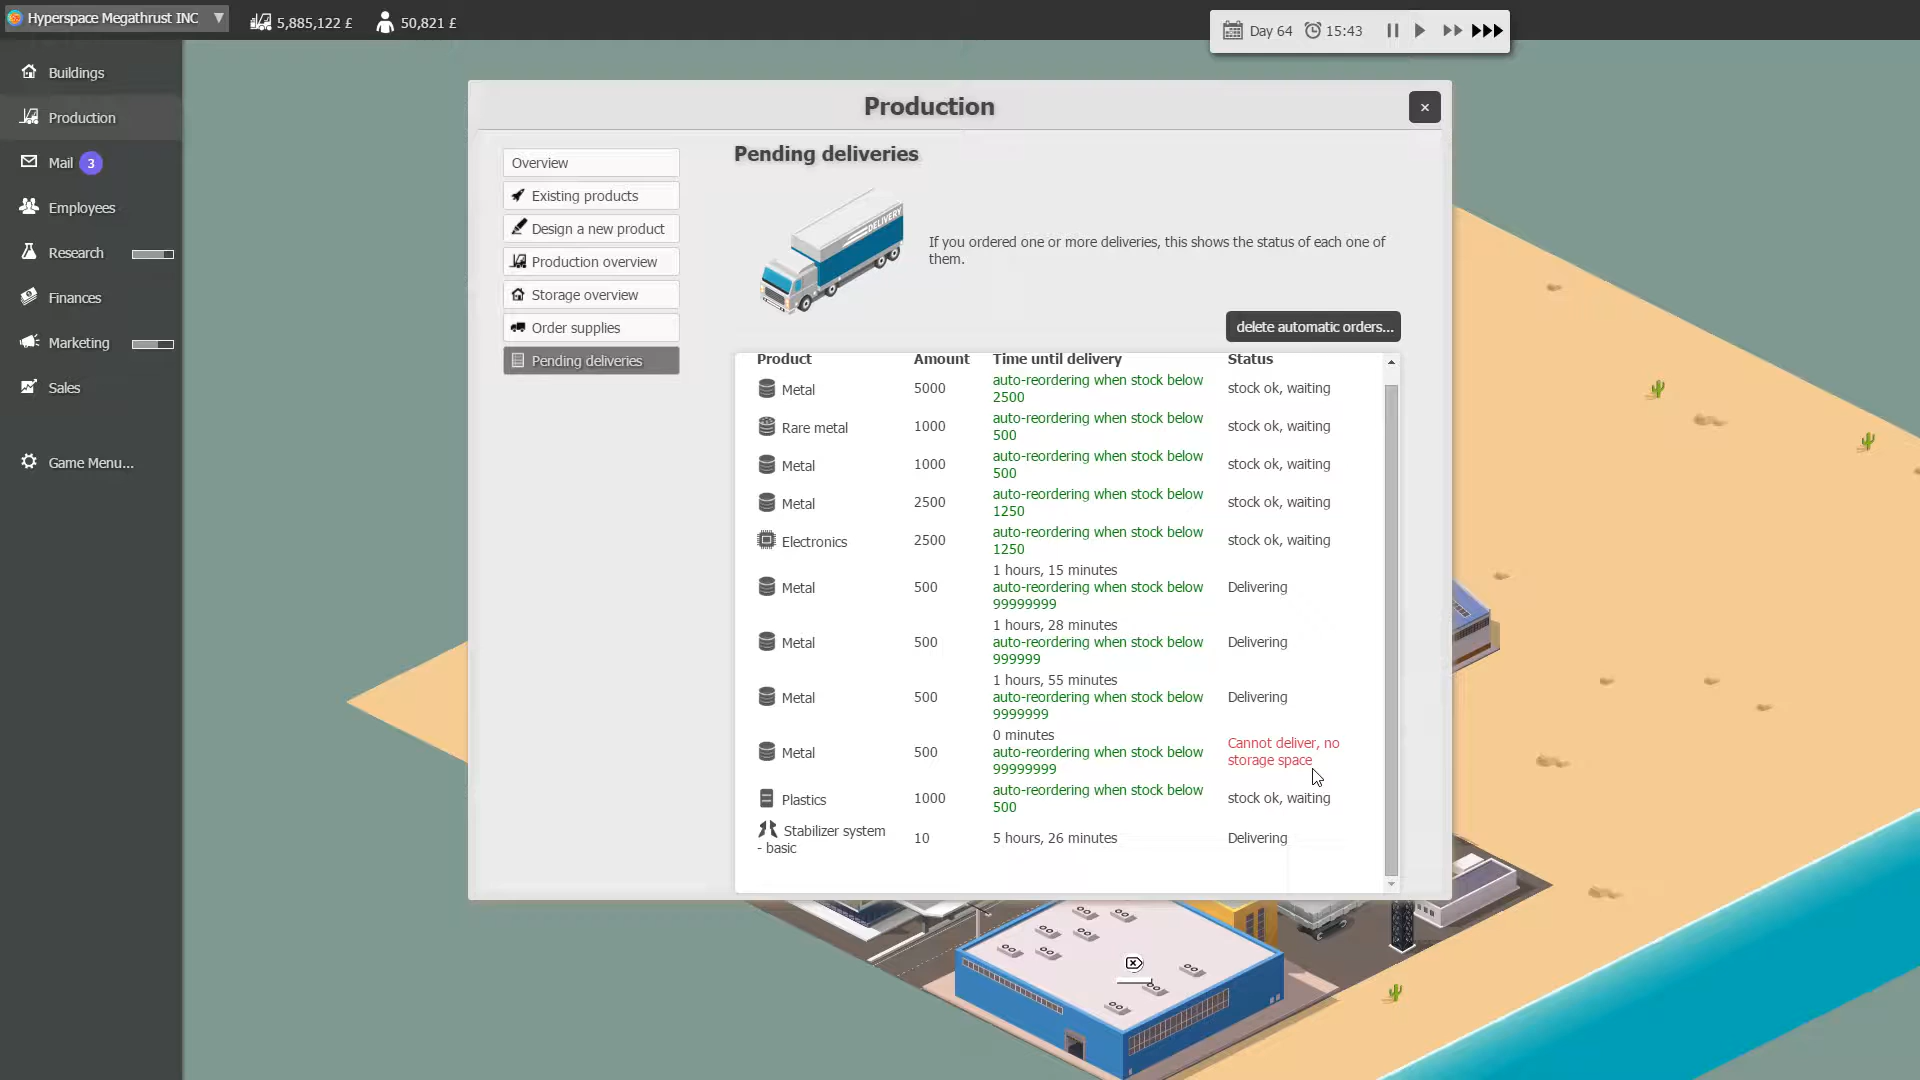 Hyperspace Megathrust INC
5,885,122 £
50,821 £
Day 64
15:43
Buildings
Production
Mail 3
Employees
Research
Finances
Marketing
Sales
Game Menu...
Production
×
Overview
Existing products
Design a new product
Production overview
Storage overview
Order supplies
Pending deliveries
Pending deliveries
DELIVERY
If you ordered one or more deliveries, this shows the status of each one of
them.
delete automatic orders...
Product Amount Time until delivery Status
Metal 5000 auto-reordering when stock below
2500 stock ok, waiting
Rare metal 1000 auto-reordering when stock below
500 stock ok, waiting
Metal 1000 auto-reordering when stock below
500 stock ok, waiting
Metal 2500 auto-reordering when stock below
1250 stock ok, waiting
Electronics 2500 auto-reordering when stock below
1250 stock ok, waiting
1 hours, 15 minutes
Metal 500 auto-reordering when stock below Delivering
99999999
1 hours, 28 minutes
Metal 500 auto-reordering when stock below Delivering
999999
1 hours, 55 minutes
Metal 500 auto-reordering when stock below Delivering
9999999
0 minutes Cannot deliver, no
Metal 500 auto-reordering when stock below storage space
99999999
Plastics 1000 auto-reordering when stock below
500 stock ok, waiting
Stabilizer system 10 5 hours, 26 minutes Delivering
- basic